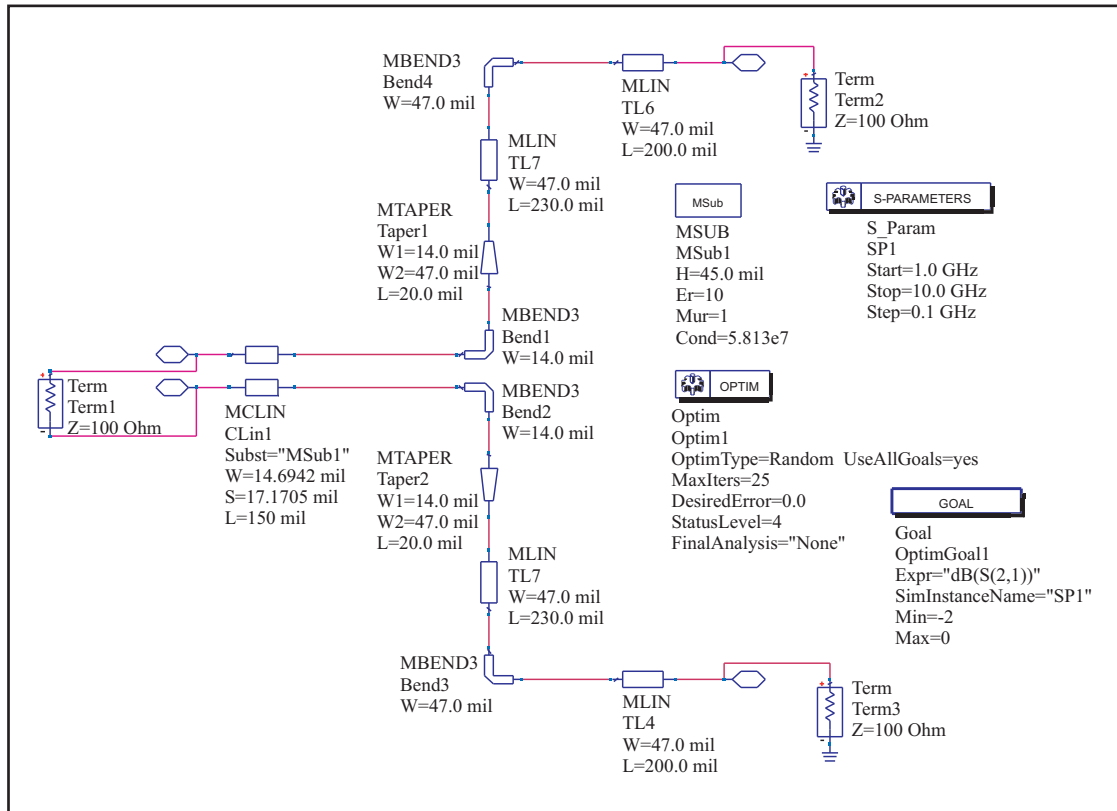 MBEND3
Bend4
W=47.0 mil
MLIN
TL6
W=47.0 mil
L=200.0 mil
Term
Term2
Z=100 Ohm
MLIN
TL7
W=47.0 mil
L=230.0 mil
MTAPER
Taper1
W1=14.0 mil
W2=47.0 mil
L=20.0 mil
MSub
MSUB
MSub1
H=45.0 mil
Er=10
Mur=1
Cond=5.813e7
S-PARAMETERS
S_Param
SP1
Start=1.0 GHz
Stop=10.0 GHz
Step=0.1 GHz
MBEND3
Bend1
W=14.0 mil
Term
Term1
Z=100 Ohm
MCLIN
CLin1
Subst="MSub1"
W=14.6942 mil
S=17.1705 mil
L=150 mil
MBEND3
Bend2
W=14.0 mil
MTAPER
Taper2
W1=14.0 mil
W2=47.0 mil
L=20.0 mil
OPTIM
Optim
Optim1
OptimType=Random UseAllGoals=yes
MaxIters=25
DesiredError=0.0
StatusLevel=4
FinalAnalysis="None"
GOAL
Goal
OptimGoal1
Expr="dB(S(2,1))"
SimInstanceName="SP1"
Min=-2
Max=0
MLIN
TL7
W=47.0 mil
L=230.0 mil
MBEND3
Bend3
W=47.0 mil
MLIN
TL4
W=47.0 mil
L=200.0 mil
Term
Term3
Z=100 Ohm